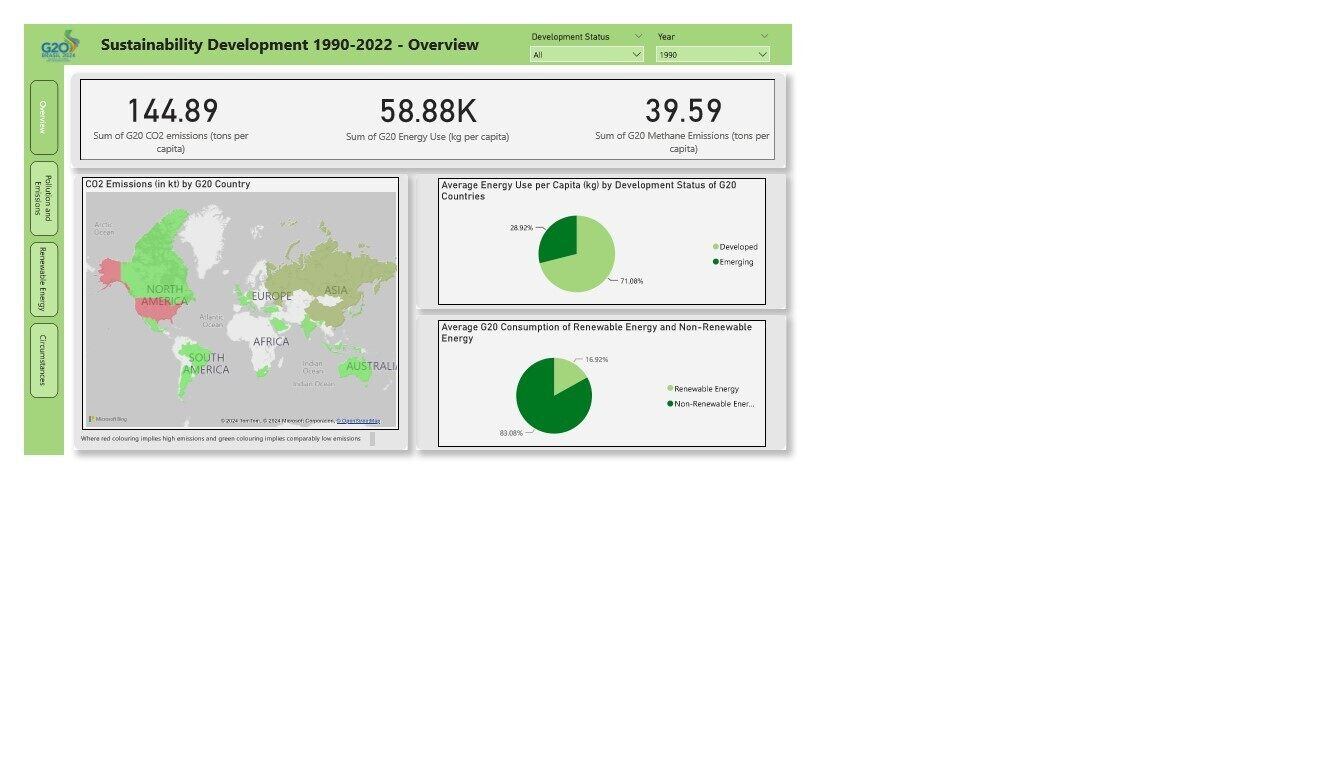 G20
BRASIL 2024
Sustainability Development 1990-2022 - Overview
Development Status
All
Year
1990
Overview
Pollution and
Emissions
Renewable Energy
Circumstances
144.89
Sum of G20 CO2 emissions (tons per
capita)
58.88K
Sum of G20 Energy Use (kg per capita)
39.59
Sum of G20 Methane Emissions (tons per
capita)
CO2 Emissions (in kt) by G20 Country
Arctic
Ocean
NORTH
AMERICA
EUROPE
ASIA
Atlantic
Ocean
AFRICA
SOUTH
AMERICA
Indian
Ocean
Indian Ocean
AUSTRALIA
Microsoft Bing
© 2024 TomTom, © 2024 Microsoft Corporation, © OpenStreetMap
Where red colouring implies high emissions and green colouring implies comparably low emissions
Average Energy Use per Capita (kg) by Development Status of G20
Countries
28.92%
71.08%
Developed
Emerging
Average G20 Consumption of Renewable Energy and Non-Renewable
Energy
16.92%
83.08%
Renewable Energy
Non-Renewable Ener...